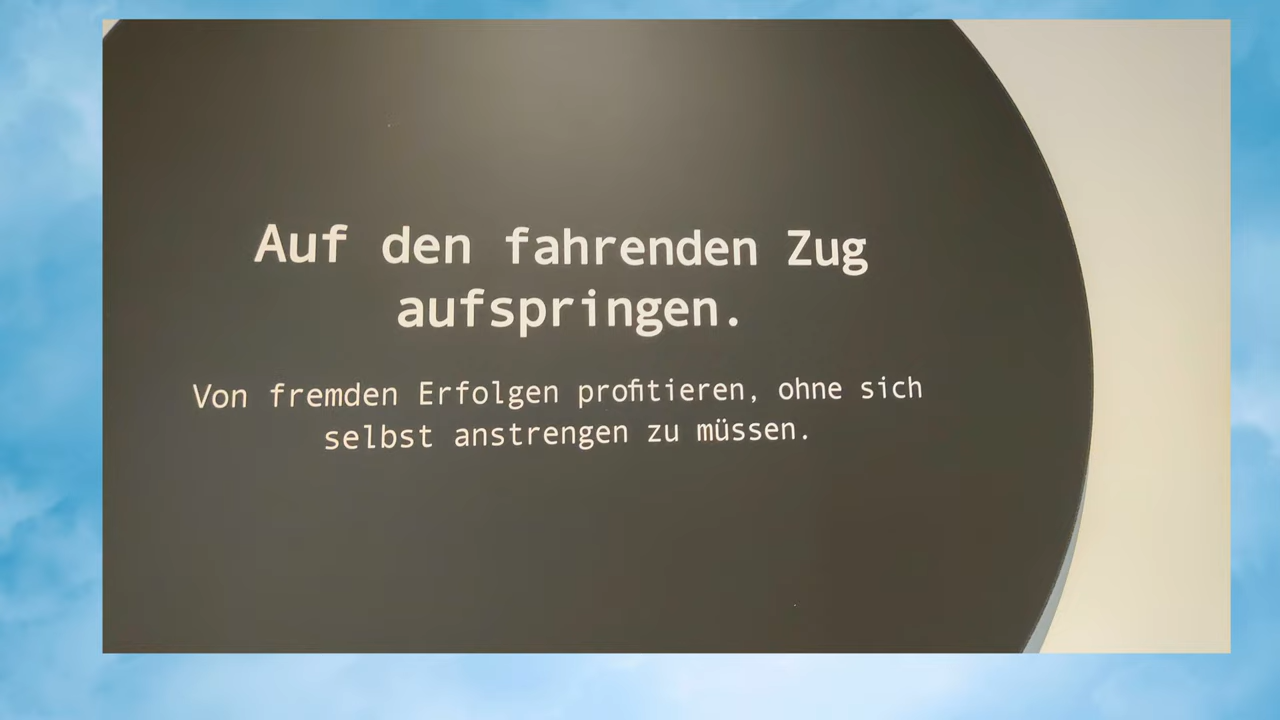 Auf den fahrenden Zug
aufspringen.
Von fremden Erfolgen profitieren, ohne sich
selbst anstrengen zu müssen.